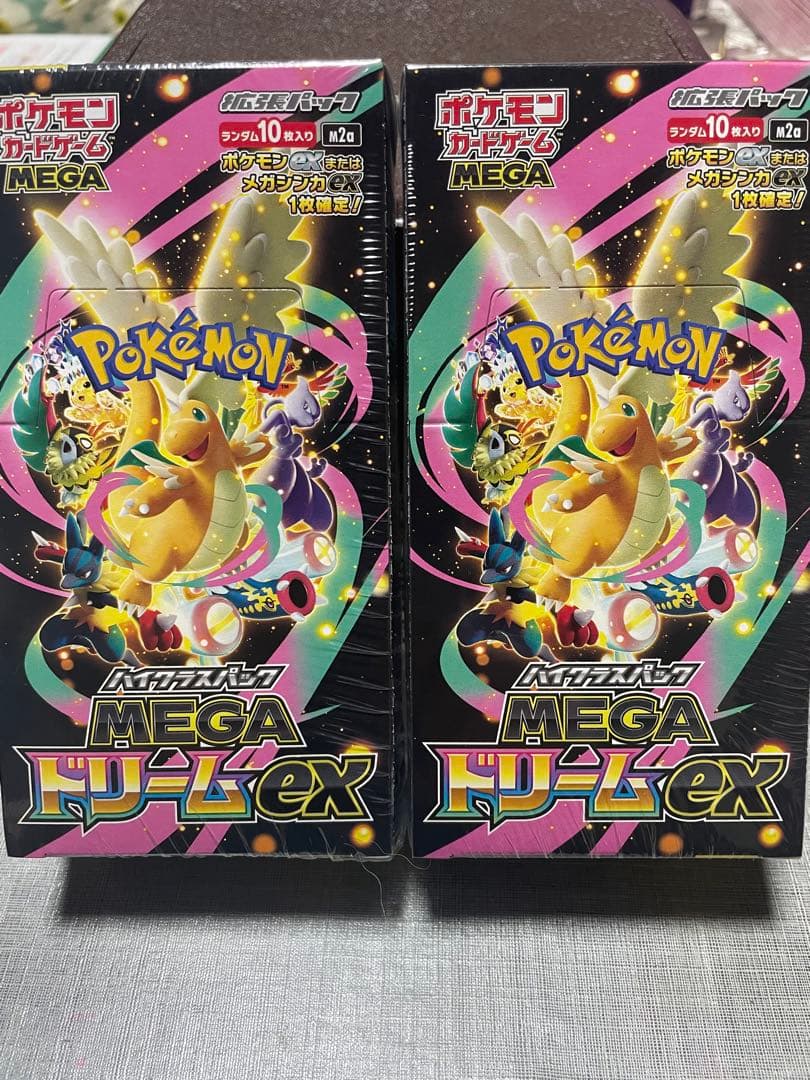 ポケモン
カードゲーム
MEGA
拡張パック
ランダム10枚入り
M2a
ポケモンexまたは
メガシンカex
1枚確定!
POKéMON
ハイクラスパック
MEGA
ドリームex
ポケモン
カードゲーム
MEGA
拡張パック
ランダム10枚入り
M2a
ポケモンexまたは
メガシンカex
1枚確定!
POKéMON
ハイクラスパック
MEGA
ドリームex